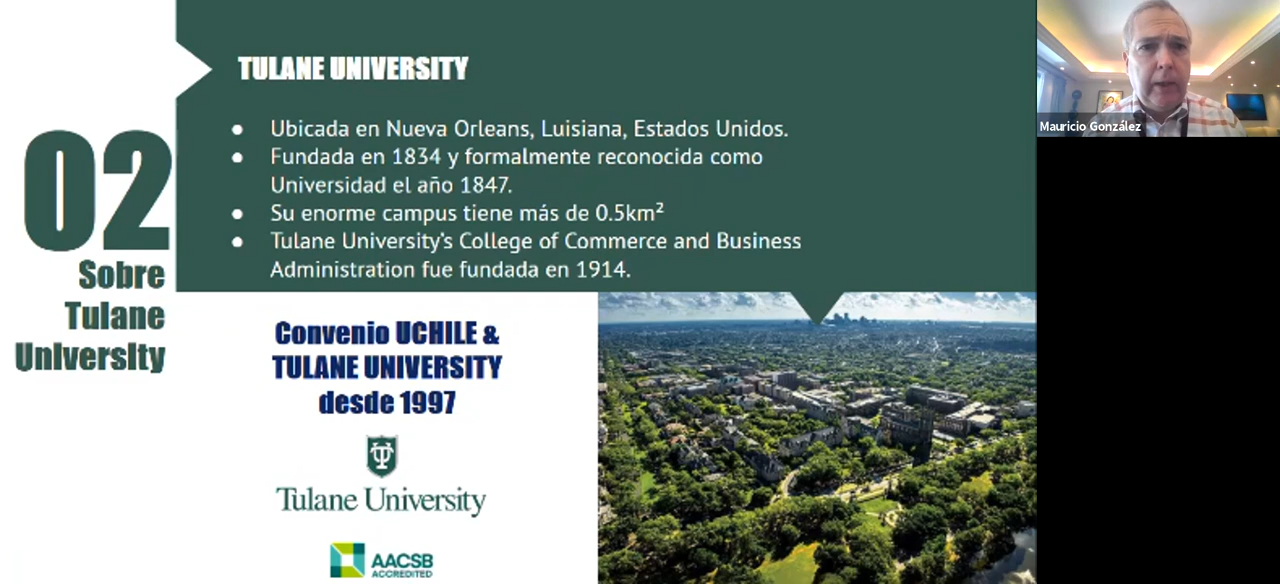 TULANE UNIVERSITY
● Ubicada en Nueva Orleans, Luisiana, Estados Unidos.
● Fundada en 1834 y formalmente reconocida como
Universidad el año 1847.
● Su enorme campus tiene más de 0.5km²
● Tulane University's College of Commerce and Business
Administration fue fundada en 1914.
02
Sobre
Tulane
University
Convenio UCHILE &
TULANE UNIVERSITY
desde 1997
Tulane University
AACSB
ACCREDITED
Mauricio González